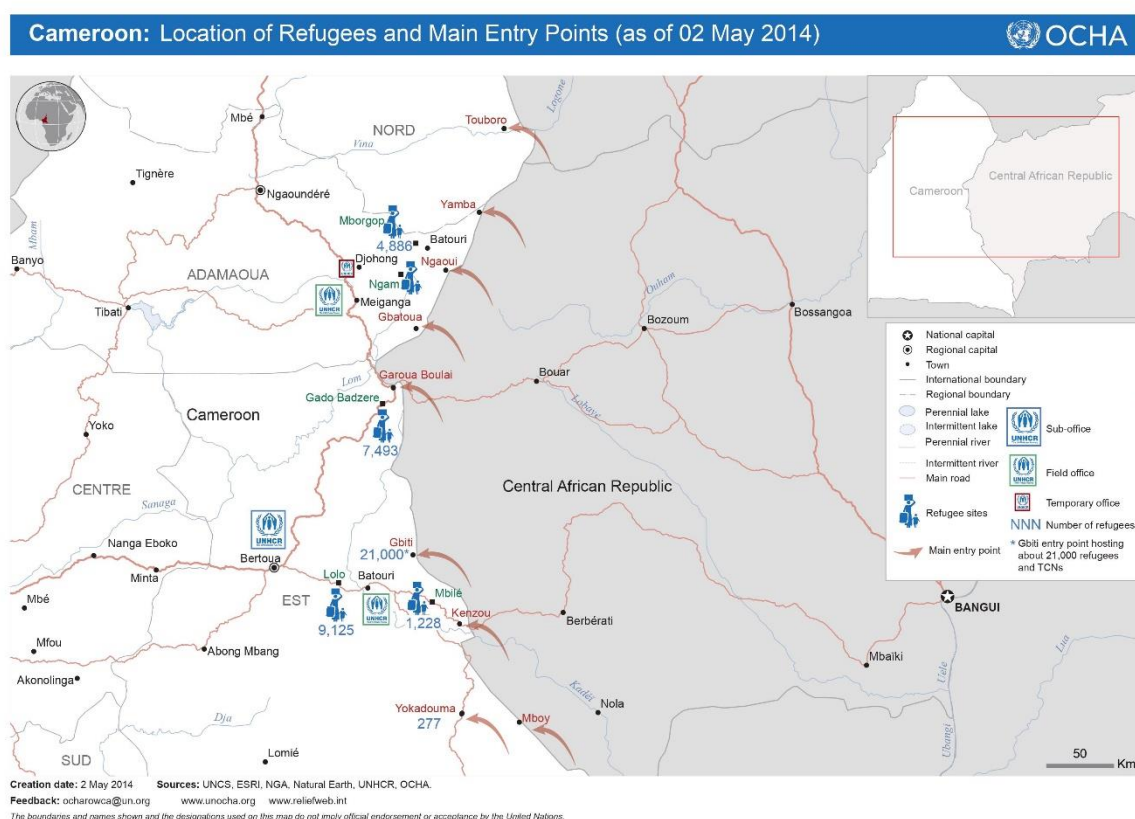 Cameroon: Location of Refugees and Main Entry Points (as of 02 May 2014)
OCHA
Mbé
NORD
Touboro
Logone
Vina
Tignère
Ngaoundéré
Mborgop
4,886
Yamba
Batouri
Mbam
Banyo
ADAMAOUA
Djohong
Ngam
Ngaoui
UNHCR
Meiganga
Tibati
Gbatoua
Ouham
Bozoum
Bossangoa
Cameroon
Central African Republic
Lom
Garoua Boulai
Bouar
Gado Badzere
Lobaye
Cameroon
Yoko
7,493
CENTRE
Central African Republic
Sanaga
UNHCR
Nanga Eboko
Bertoua
Gbiti
21,000*
Minta
Lolo
Batouri
Mbilé
EST
Mbé
9,125
1,228
Kenzou
Berbérati
BANGUI
Mfou
Abong Mbang
Mbaïki
Akonolinga
Kadéï
Uele
Lua
Dja
Yokadouma
277
Mboy
Nola
Ubangi
SUD
Lomié
National capital
Regional capital
Town
International boundary
Regional boundary
Perennial lake
Intermittent lake
Perennial river
Intermittent river
Main road
Refugee sites
Main entry point
UNHCR
Sub-office
UNHCR
Field office
Temporary office
NNN Number of refugees
* Gbiti entry point hosting
about 21,000 refugees
and TCNs
50
Km
Creation date: 2 May 2014 Sources: UNCS, ESRI, NGA, Natural Earth, UNHCR, OCHA.
Feedback: ocharowca@un.org www.unocha.org www.reliefweb.int
The boundaries and names shown and the designations used on this map do not imply official endorsement or acceptance by the United Nations.